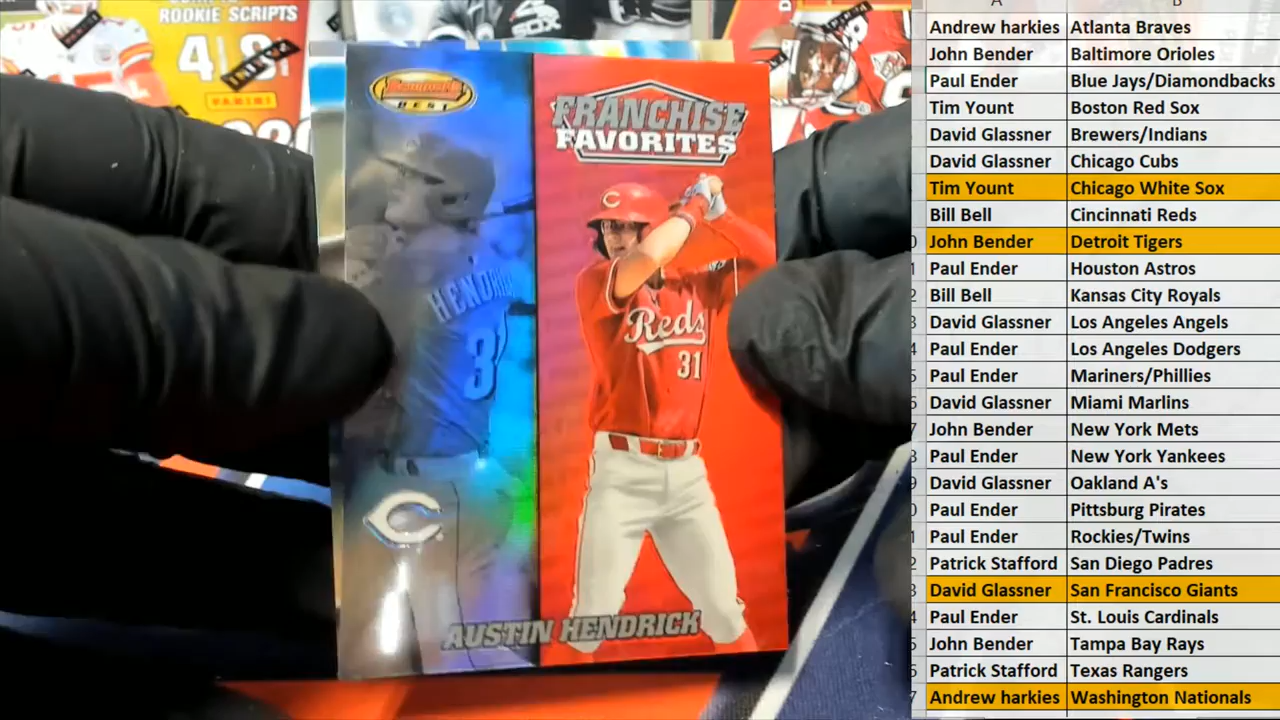 ROOKIE SCRIPTS
PANINI
SOX
BEST
FRANCHISE
FAVORITES
C
Reds
31
AUSTIN HENDRICK
A B
Andrew harkies Atlanta Braves
John Bender Baltimore Orioles
Paul Ender Blue Jays/Diamondbacks
Tim Yount Boston Red Sox
David Glassner Brewers/Indians
David Glassner Chicago Cubs
Tim Yount Chicago White Sox
Bill Bell Cincinnati Reds
John Bender Detroit Tigers
Paul Ender Houston Astros
Bill Bell Kansas City Royals
David Glassner Los Angeles Angels
Paul Ender Los Angeles Dodgers
Paul Ender Mariners/Phillies
David Glassner Miami Marlins
John Bender New York Mets
Paul Ender New York Yankees
David Glassner Oakland A's
Paul Ender Pittsburg Pirates
Paul Ender Rockies/Twins
Patrick Stafford San Diego Padres
David Glassner San Francisco Giants
Paul Ender St. Louis Cardinals
John Bender Tampa Bay Rays
Patrick Stafford Texas Rangers
Andrew harkies Washington Nationals